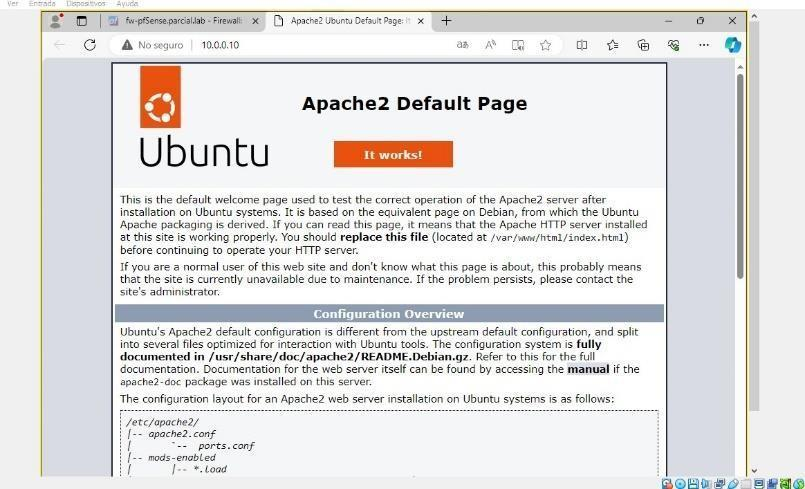 Ver Entrada Dispositivos Ayuda
fw-pfSense.parcial.lab - Firewall:
Apache2 Ubuntu Default Page: It
No seguro
10.0.0.10
Apache2 Default Page
Ubuntu
It works!
This is the default welcome page used to test the correct operation of the Apache2 server after
installation on Ubuntu systems. It is based on the equivalent page on Debian, from which the Ubuntu
Apache packaging is derived. If you can read this page, it means that the Apache HTTP server installed
at this site is working properly. You should replace this file (located at /var/www/html/index.html)
before continuing to operate your HTTP server.
If you are a normal user of this web site and don't know what this page is about, this probably means
that the site is currently unavailable due to maintenance. If the problem persists, please contact the
site's administrator.
Configuration Overview
Ubuntu's Apache2 default configuration is different from the upstream default configuration, and split
into several files optimized for interaction with Ubuntu tools. The configuration system is fully
documented in /usr/share/doc/apache2/README.Debian.gz. Refer to this for the full
documentation. Documentation for the web server itself can be found by accessing the manual if the
apache2-doc package was installed on this server.
The configuration layout for an Apache2 web server installation on Ubuntu systems is as follows:
/etc/apache2/
|-- apache2.conf
|       `-- ports.conf
|-- mods-enabled
|       |-- *.load